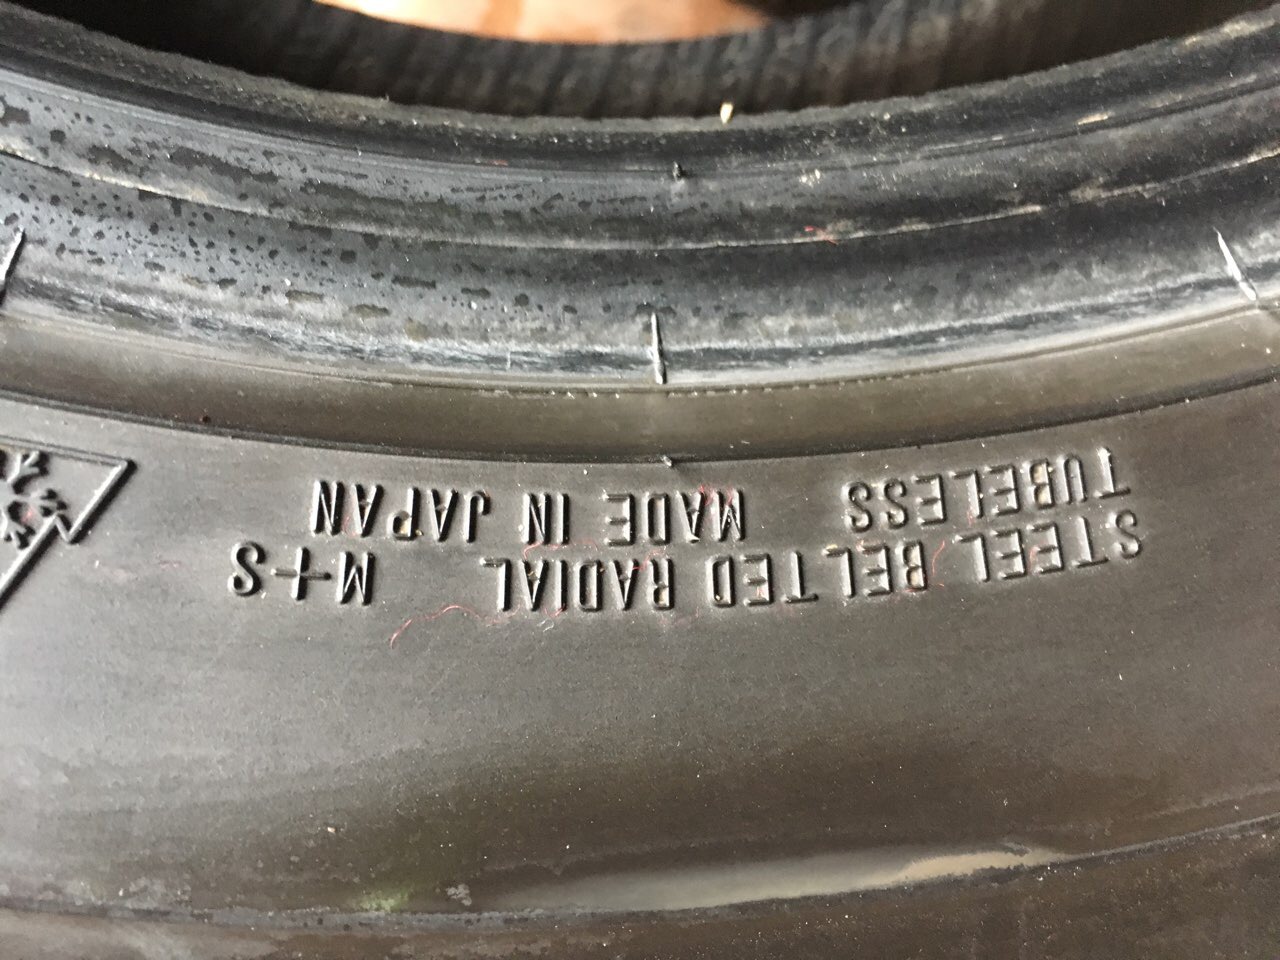 STEEL BELTED RADIAL M+S
TUBELESS MADE IN JAPAN